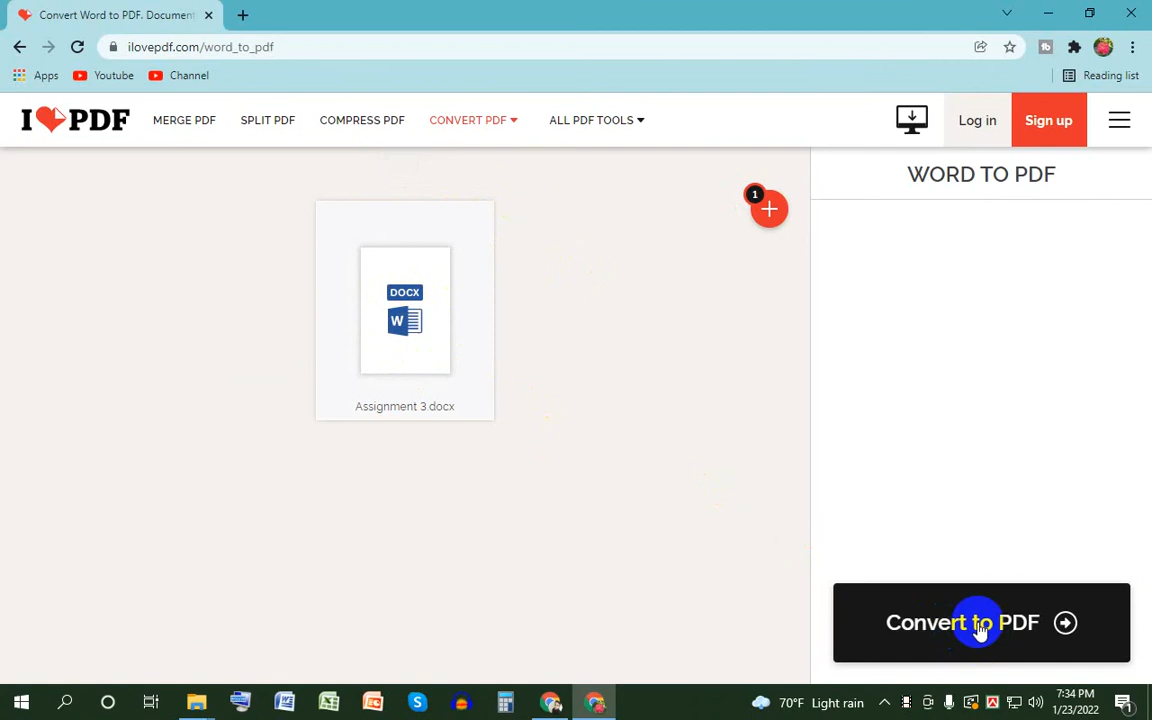 Convert Word to PDF. Document
ilovepdf.com/word_to_pdf
Apps
Youtube
Channel
Reading list
I PDF
MERGE PDF
SPLIT PDF
COMPRESS PDF
CONVERT PDF
ALL PDF TOOLS
Log in
Sign up
WORD TO PDF
1
DOCX
W
Assignment 3.docx
Convert to PDF
70°F Light rain
7:34 PM
1/23/2022
1